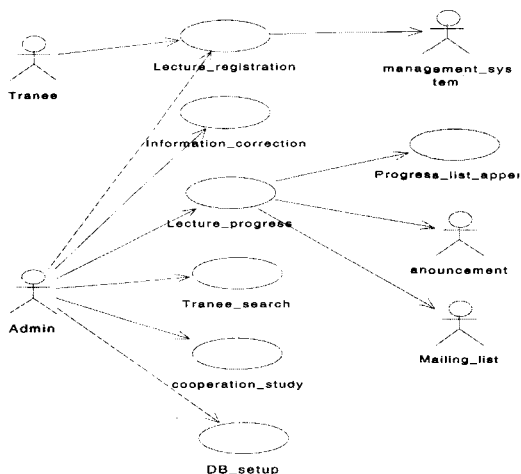 Tranee
Lecture_registration
management_sys
tem
Information_correction
Progress_list_apper
Lecture_progress
anouncement
Tranee_search
Admin
Mailing_list
cooperation_study
DB_setup